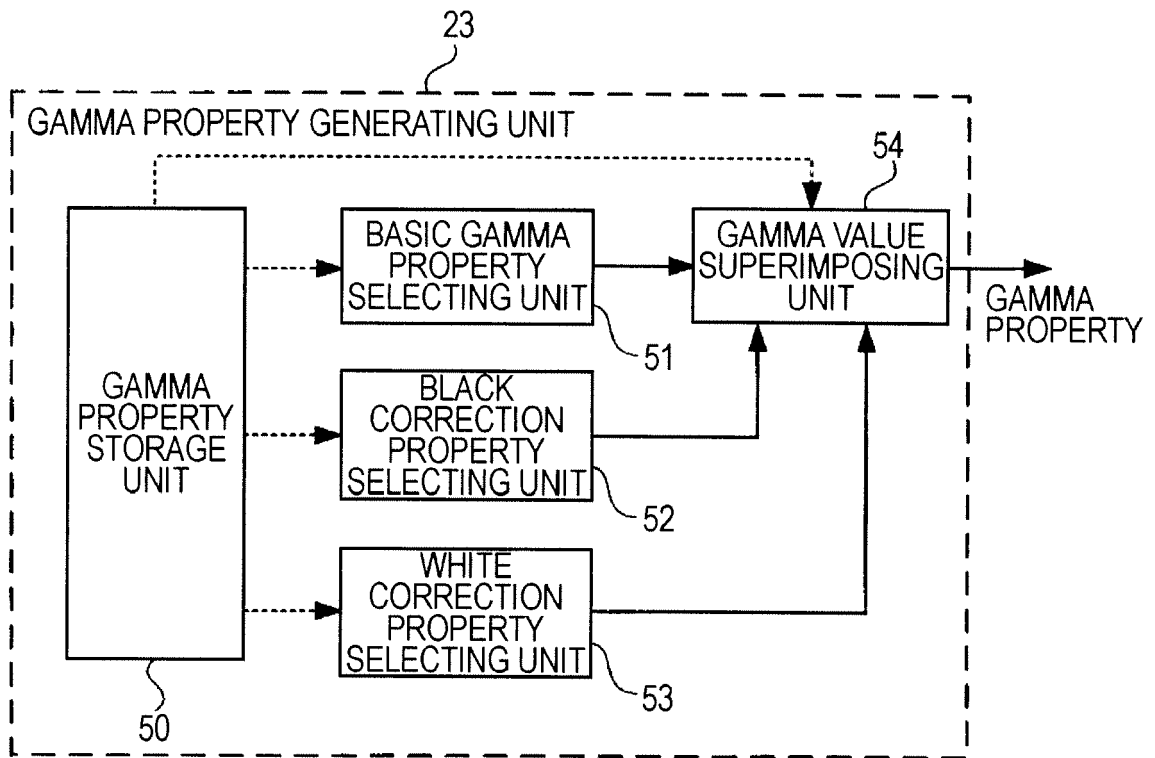 23
GAMMA PROPERTY GENERATING UNIT
54
GAMMA
PROPERTY
STORAGE
UNIT
50
BASIC GAMMA
PROPERTY
SELECTING UNIT
51
BLACK
CORRECTION
PROPERTY
SELECTING UNIT
52
WHITE
CORRECTION
PROPERTY
SELECTING UNIT
53
GAMMA VALUE
SUPERIMPOSING
UNIT
GAMMA
PROPERTY